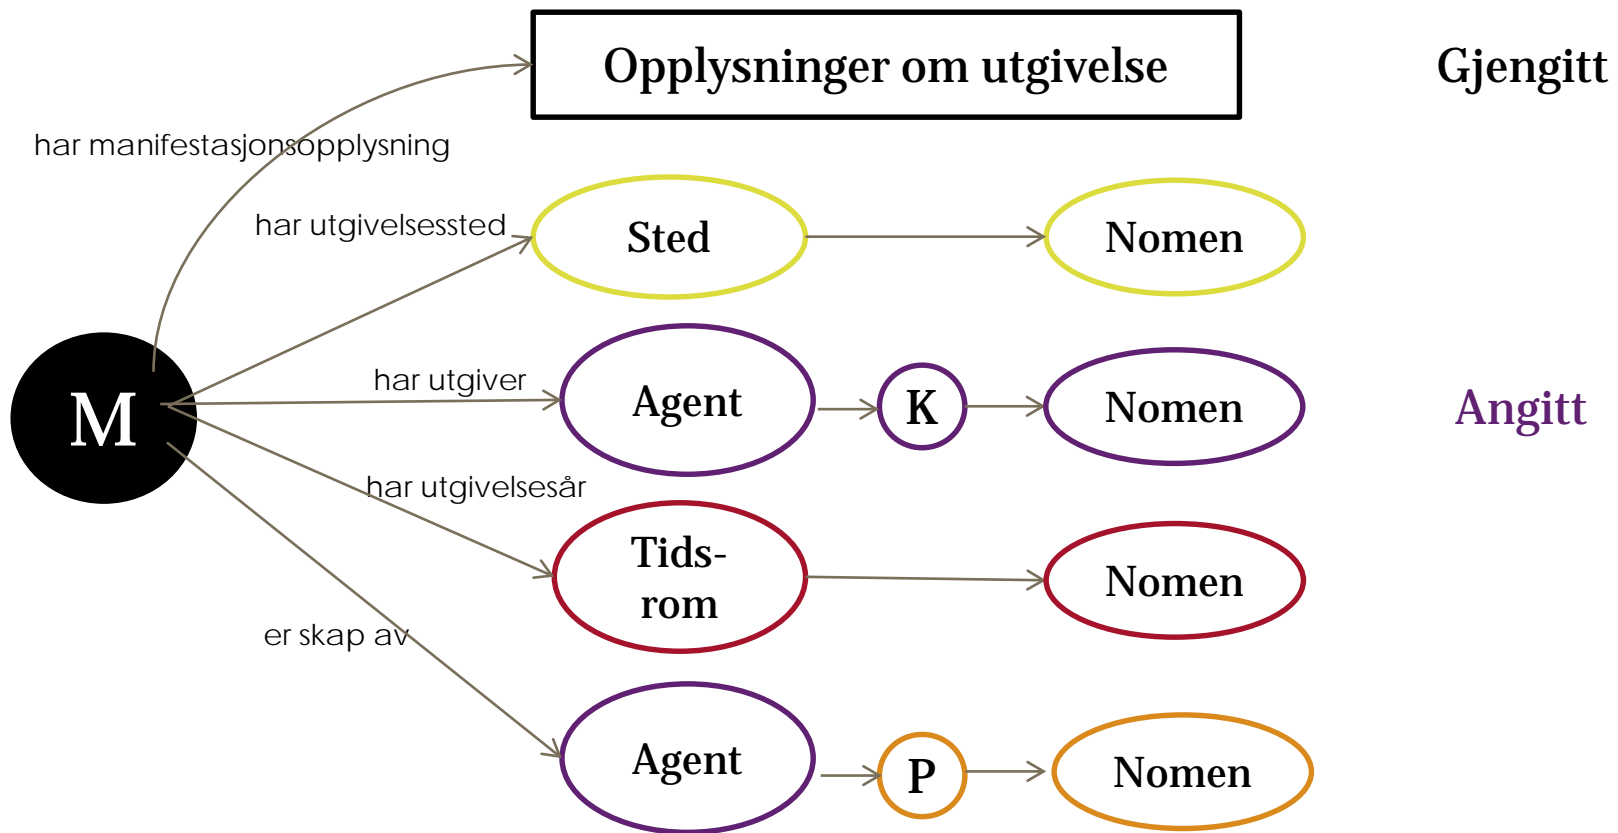 Opplysninger om utgivelse
Gjengitt
har manifestasjonsopplysning
har utgivelsessted
Sted
Nomen
M
har utgiver
Agent
K
Nomen
Angitt
har utgivelsesår
Tids-
rom
Nomen
er skap av
Agent
P
Nomen